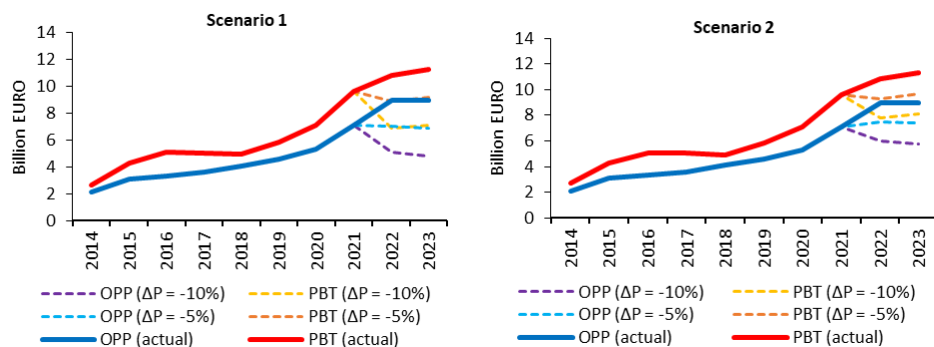 Scenario 1
Billion EURO
14
12
10
8
6
4
2
0
2014
2015
2016
2017
2018
2019
2020
2021
2022
2023
OPP (ΔP = -10%)
PBT (ΔP = -10%)
OPP (ΔP = -5%)
PBT (ΔP = -5%)
OPP (actual)
PBT (actual)
Scenario 2
Billion EURO
14
12
10
8
6
4
2
0
2014
2015
2016
2017
2018
2019
2020
2021
2022
2023
OPP (ΔP = -10%)
PBT (ΔP = -10%)
OPP (ΔP = -5%)
PBT (ΔP = -5%)
OPP (actual)
PBT (actual)